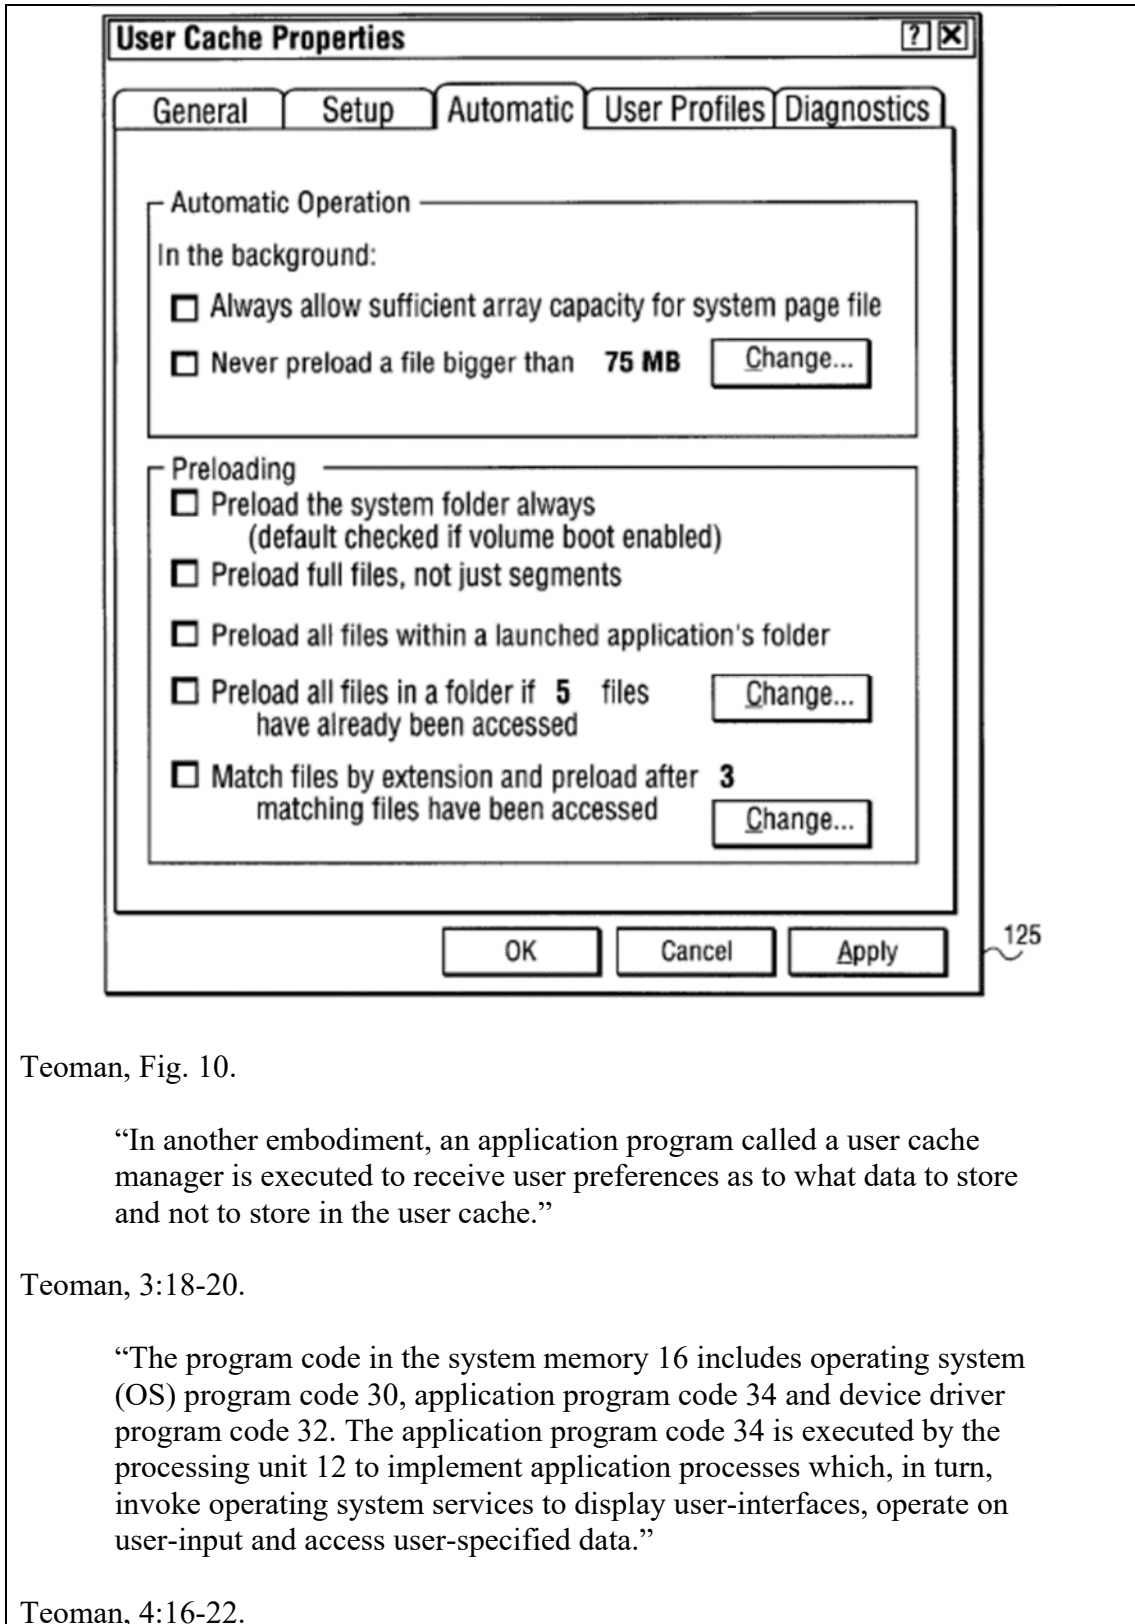 User Cache Properties ? X
General Setup Automatic User Profiles Diagnostics
Automatic Operation
In the background:
Always allow sufficient array capacity for system page file
Never preload a file bigger than 75 MB Change...
Preloading
Preload the system folder always
(default checked if volume boot enabled)
Preload full files, not just segments
Preload all files within a launched application's folder
Preload all files in a folder if 5 files Change...
have already been accessed
Match files by extension and preload after 3
matching files have been accessed Change...
OK Cancel Apply 125
Teoman, Fig. 10.
“In another embodiment, an application program called a user cache
manager is executed to receive user preferences as to what data to store
and not to store in the user cache.”
Teoman, 3:18-20.
“The program code in the system memory 16 includes operating system
(OS) program code 30, application program code 34 and device driver
program code 32. The application program code 34 is executed by the
processing unit 12 to implement application processes which, in turn,
invoke operating system services to display user-interfaces, operate on
user-input and access user-specified data.”
Teoman, 4:16-22.